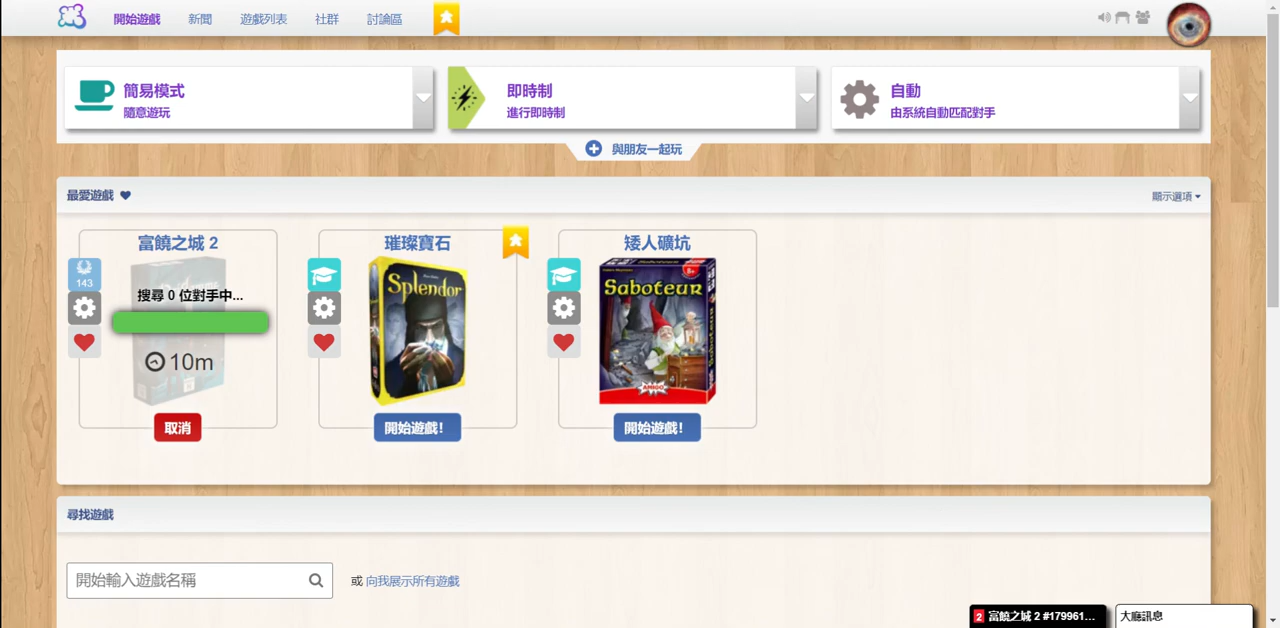 開始遊戲 新聞 遊戲列表 社群 討論區
簡易模式
隨意遊玩
即時制
進行即時制
自動
由系統自動匹配對手
與朋友一起玩
最愛遊戲
顯示選項
富饒之城 2
143
搜尋 0 位對手中...
10m
取消
璀璨寶石
Splendor
開始遊戲!
矮人礦坑
8+
Saboteur
Saboteur
AMIGO
開始遊戲!
尋找遊戲
開始輸入遊戲名稱
或 向我展示所有遊戲
2 富饒之城 2 #179961...
大廳訊息